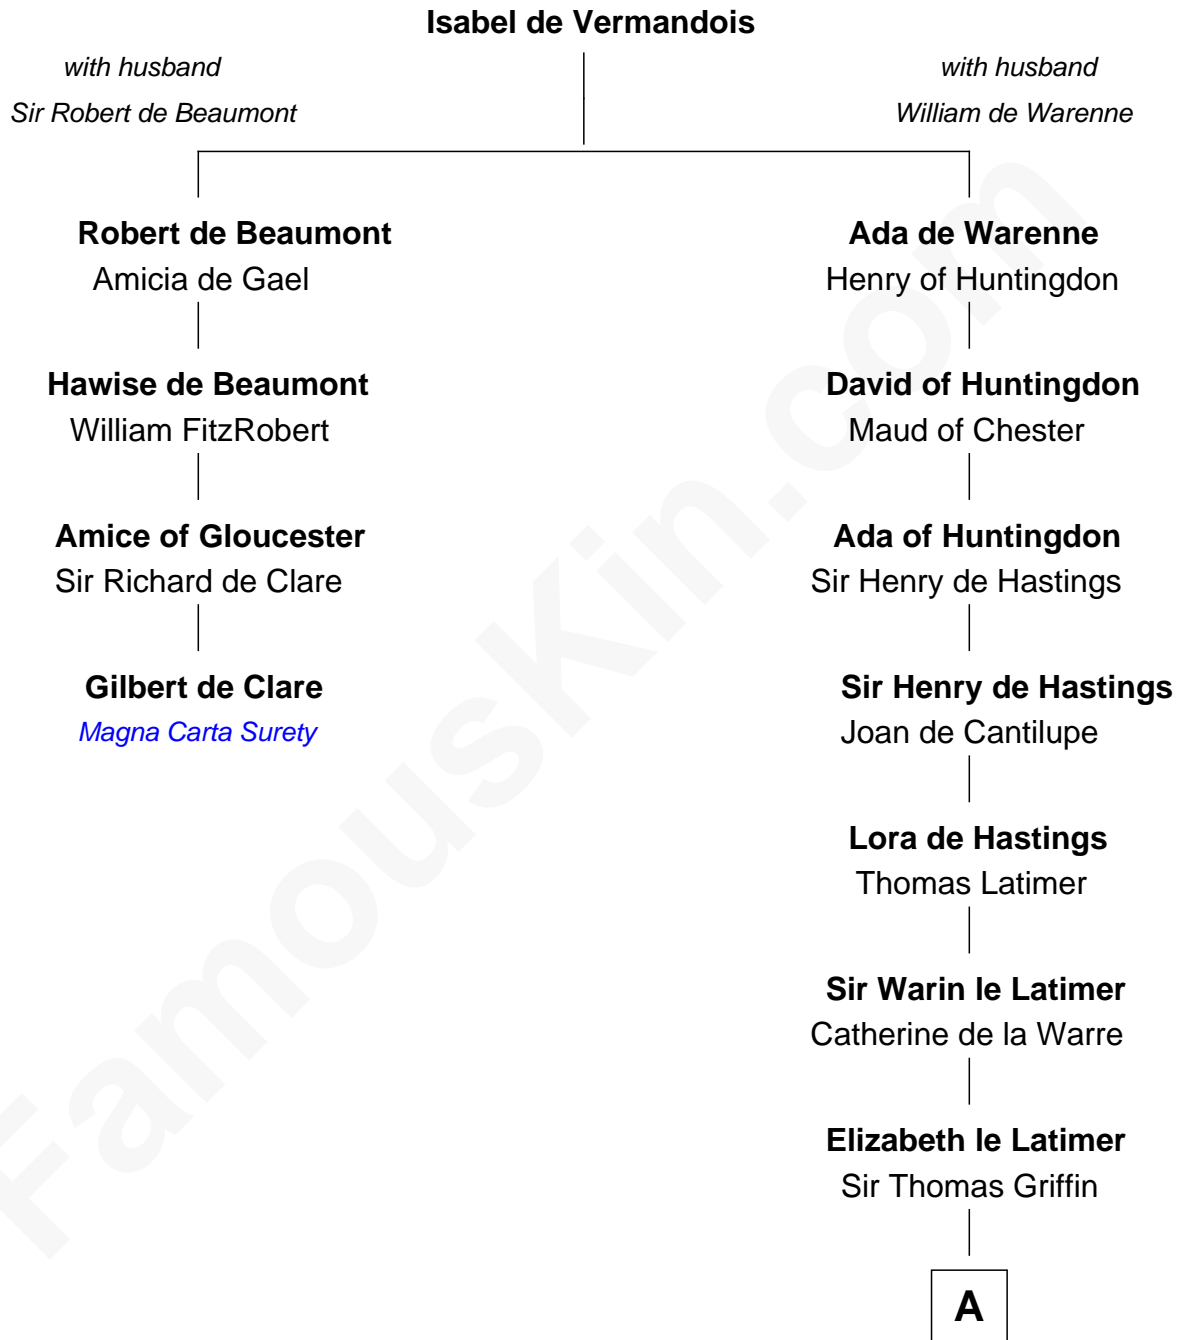 Isabel de Vermandois
with husband
Sir Robert de Beaumont
with husband
William de Warenne
Robert de Beaumont
Amicia de Gael
Hawise de Beaumont
William FitzRobert
Amice of Gloucester
Sir Richard de Clare
Gilbert de Clare
Magna Carta Surety
Ada de Warenne
Henry of Huntingdon
David of Huntingdon
Maud of Chester
Ada of Huntingdon
Sir Henry de Hastings
Sir Henry de Hastings
Joan de Cantilupe
Lora de Hastings
Thomas Latimer
Sir Warin le Latimer
Catherine de la Warre
Elizabeth le Latimer
Sir Thomas Griffin
A
FamousKin.com